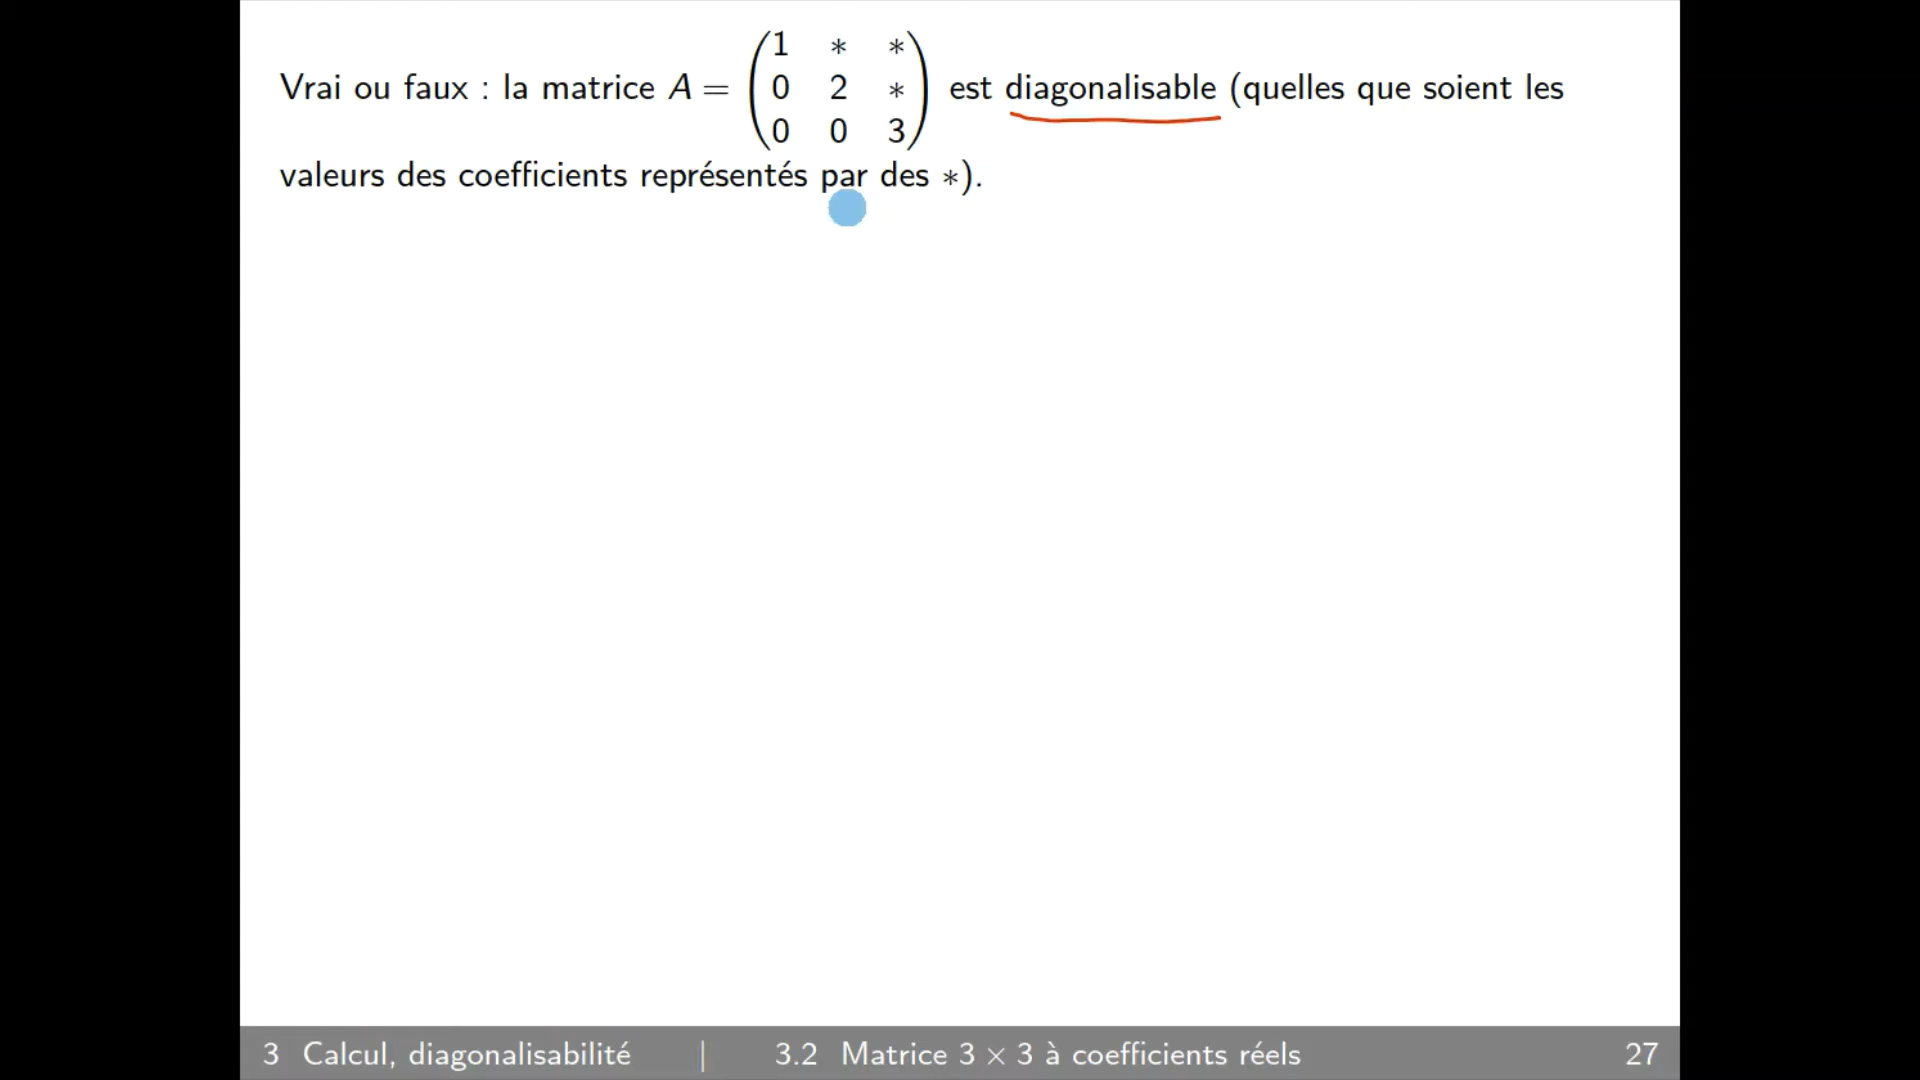 Vrai ou faux : la matrice A = (1 * * / 0 2 * / 0 0 3) est diagonalisable (quelles que soient les
valeurs des coefficients représentés par des *).
3 Calcul, diagonalisabilité | 3.2 Matrice 3 × 3 à coefficients réels 27